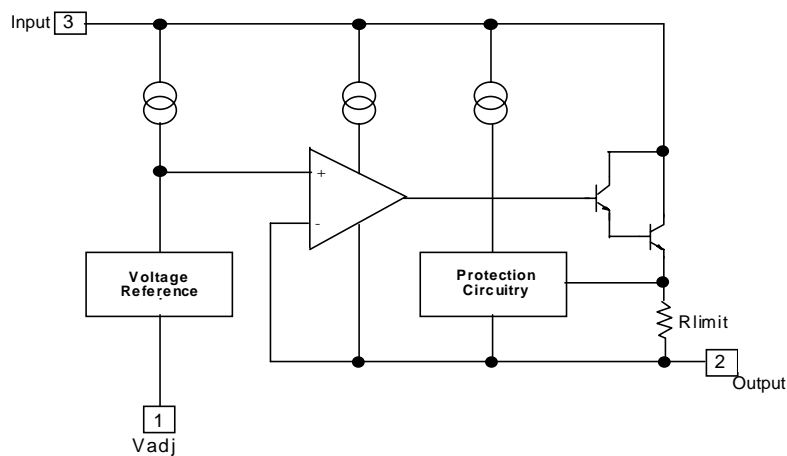 Input 3
+
-
Voltage
Reference
Protection
Circuitry
Rlimit
2
Output
1
Vadj